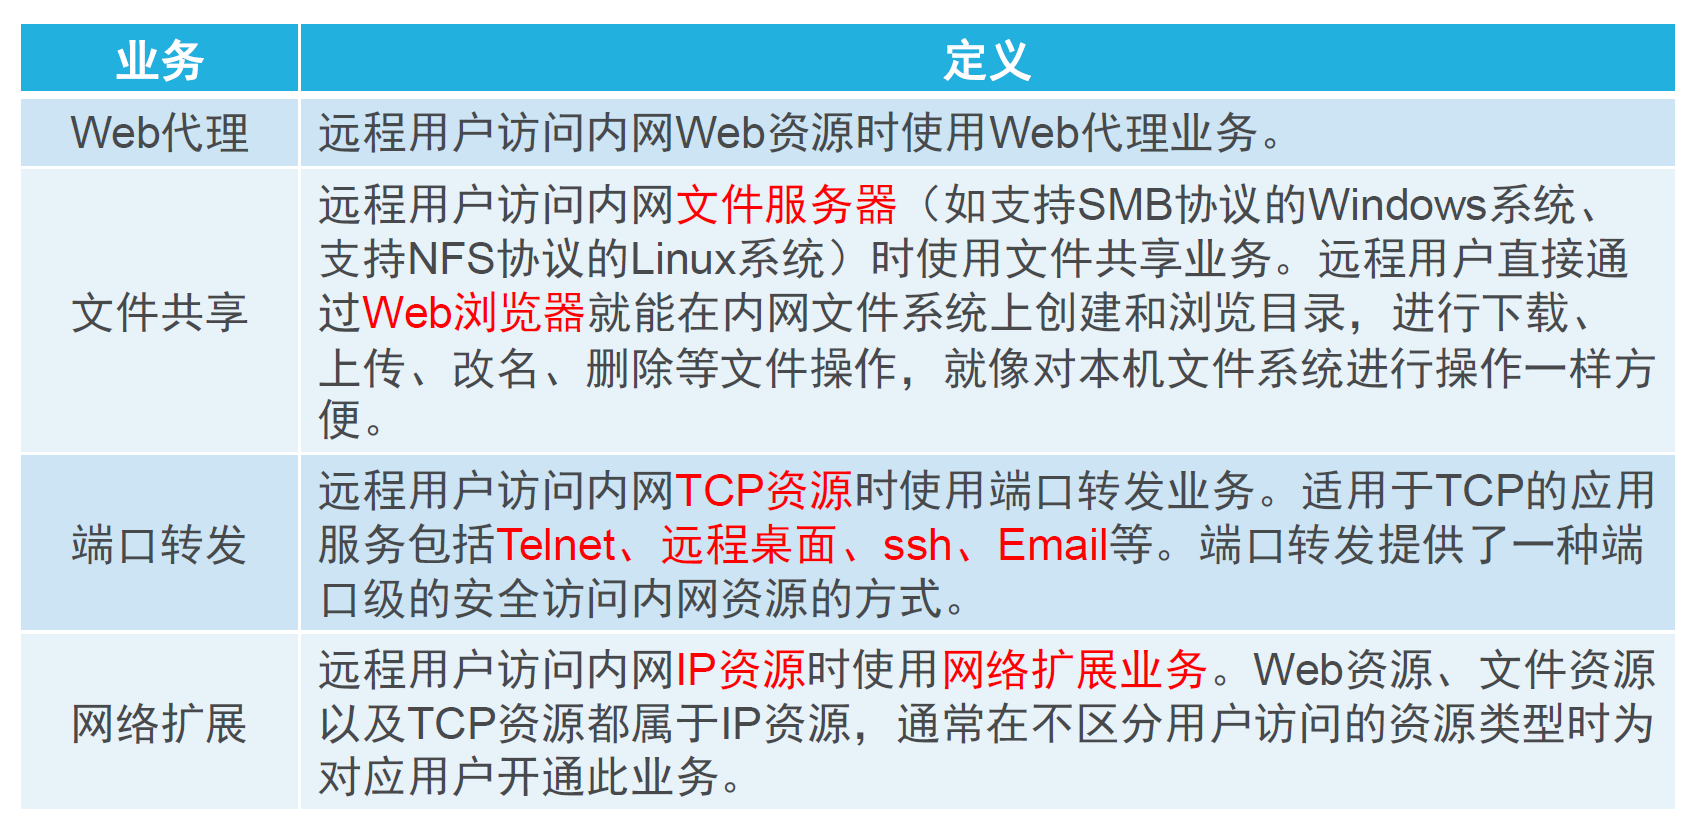 业务
定义
Web代理
远程用户访问内网Web资源时使用Web代理业务。
文件共享
远程用户访问内网文件服务器（如支持SMB协议的Windows系统、
支持NFS协议的Linux系统）时使用文件共享业务。远程用户直接通
过Web浏览器就能在内网文件系统上创建和浏览目录，进行下载、
上传、改名、删除等文件操作，就像对本机文件系统进行操作一样方
便。
端口转发
远程用户访问内网TCP资源时使用端口转发业务。适用于TCP的应用
服务包括Telnet、远程桌面、ssh、Email等。端口转发提供了一种端
口级的安全访问内网资源的方式。
网络扩展
远程用户访问内网IP资源时使用网络扩展业务。Web资源、文件资源
以及TCP资源都属于IP资源，通常在不区分用户访问的资源类型时为
对应用户开通此业务。